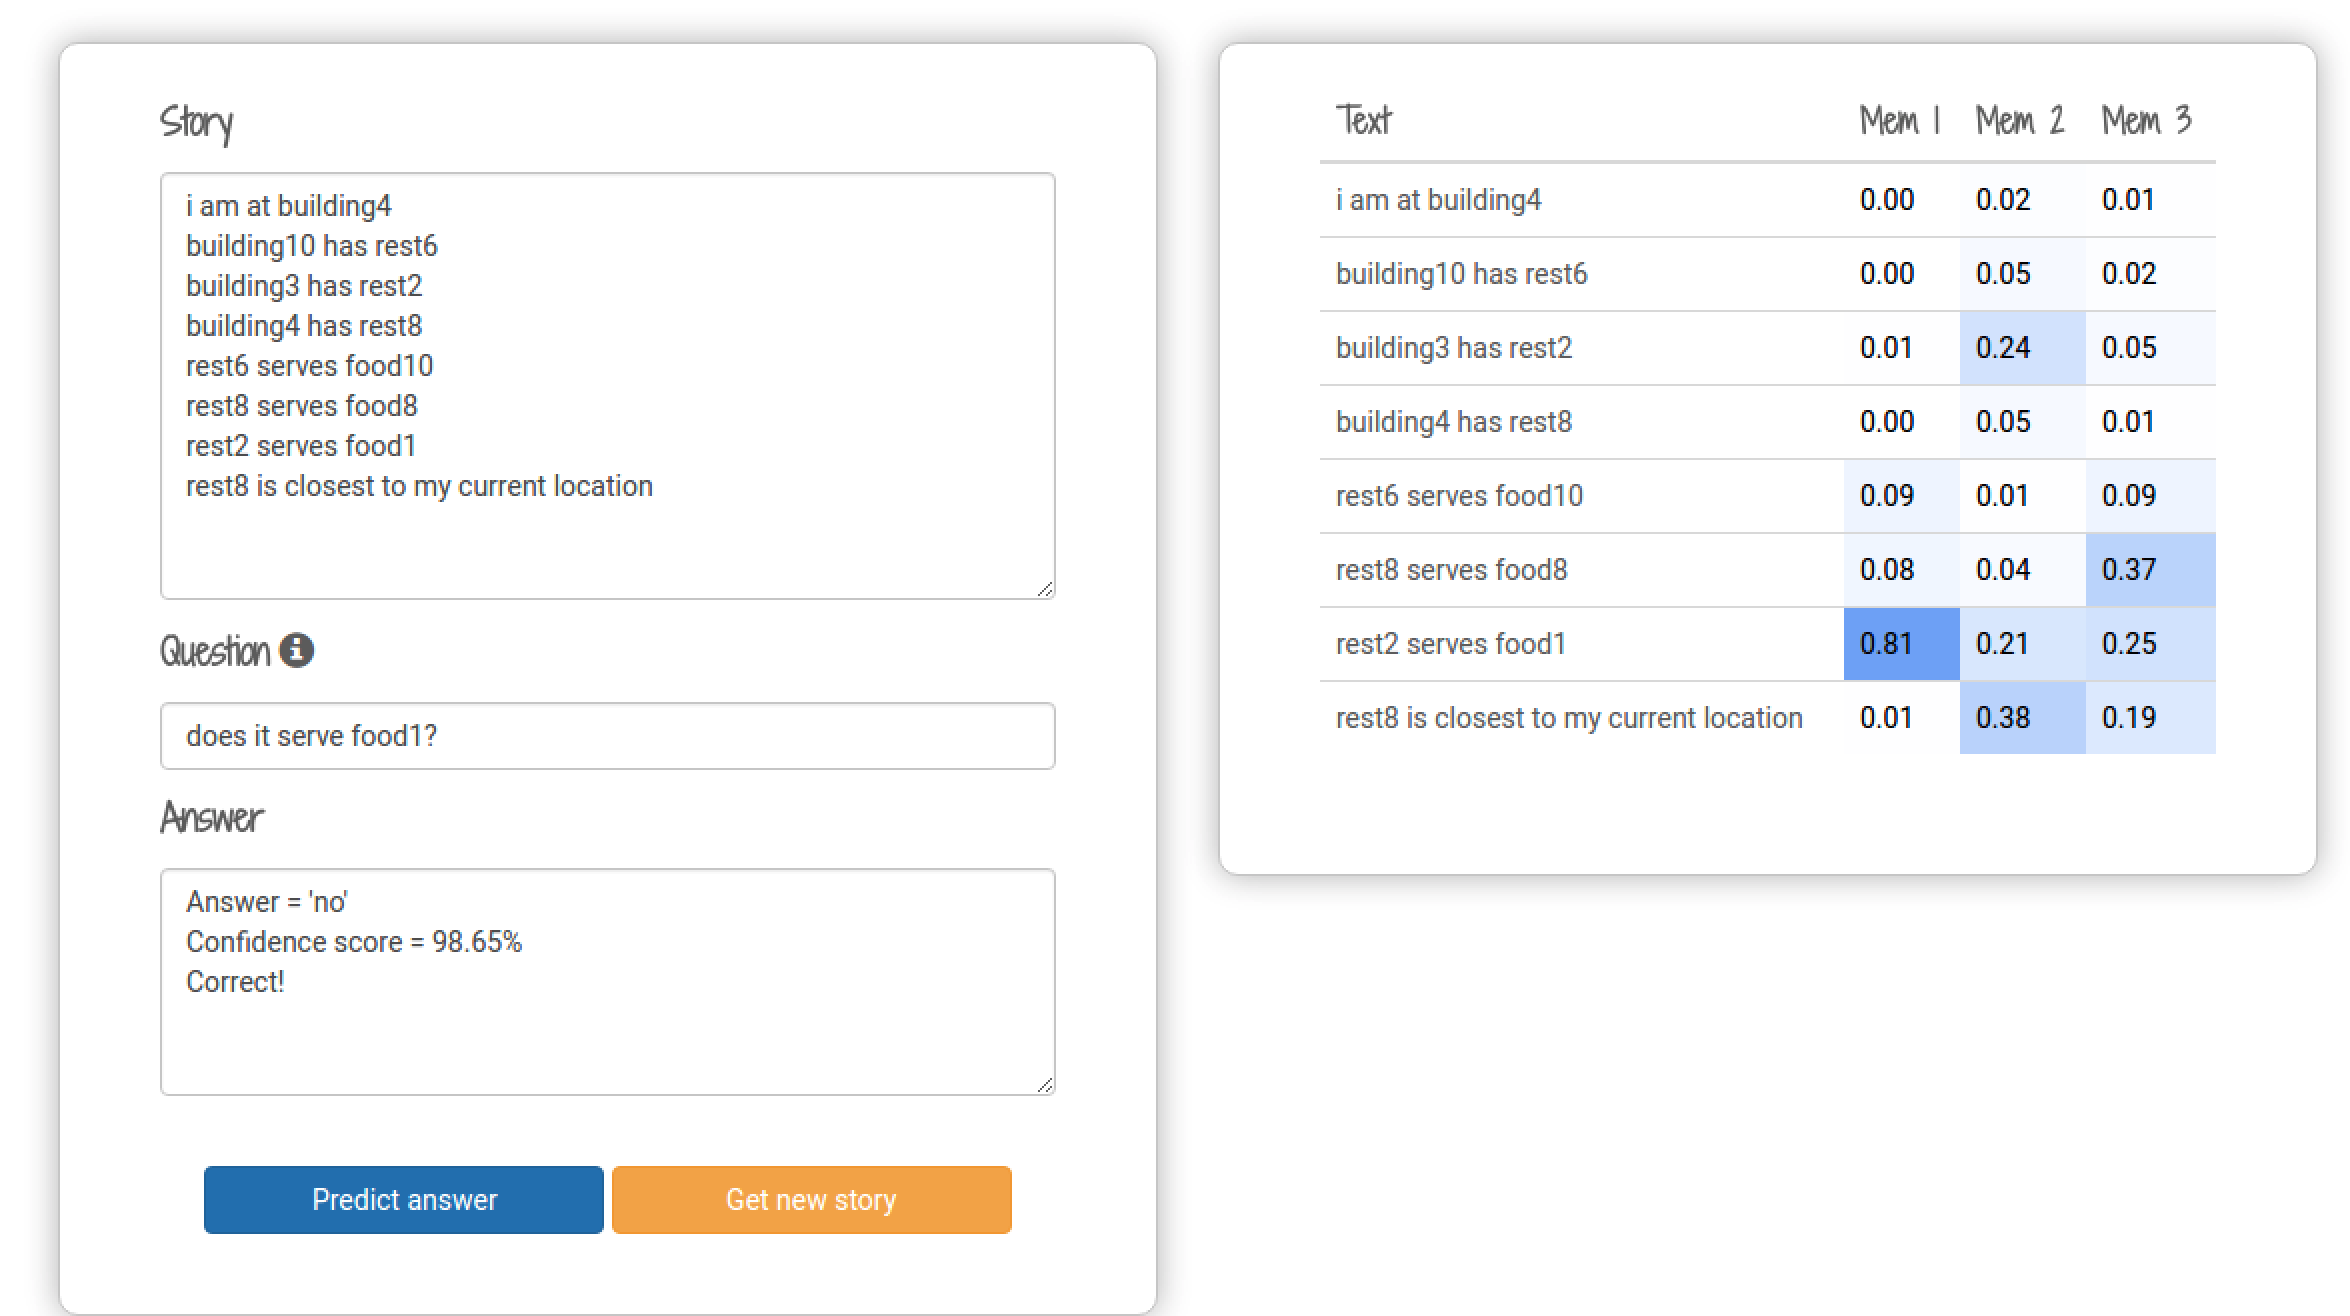 Story
i am at building4
building10 has rest6
building3 has rest2
building4 has rest8
rest6 serves food10
rest8 serves food8
rest2 serves food1
rest8 is closest to my current location
Question
does it serve food1?
Answer
Answer = 'no'
Confidence score = 98.65%
Correct!
Predict answer Get new story
Text Mem 1 Mem 2 Mem 3
i am at building4 0.00 0.02 0.01
building10 has rest6 0.00 0.05 0.02
building3 has rest2 0.01 0.24 0.05
building4 has rest8 0.00 0.05 0.01
rest6 serves food10 0.09 0.01 0.09
rest8 serves food8 0.08 0.04 0.37
rest2 serves food1 0.81 0.21 0.25
rest8 is closest to my current location 0.01 0.38 0.19